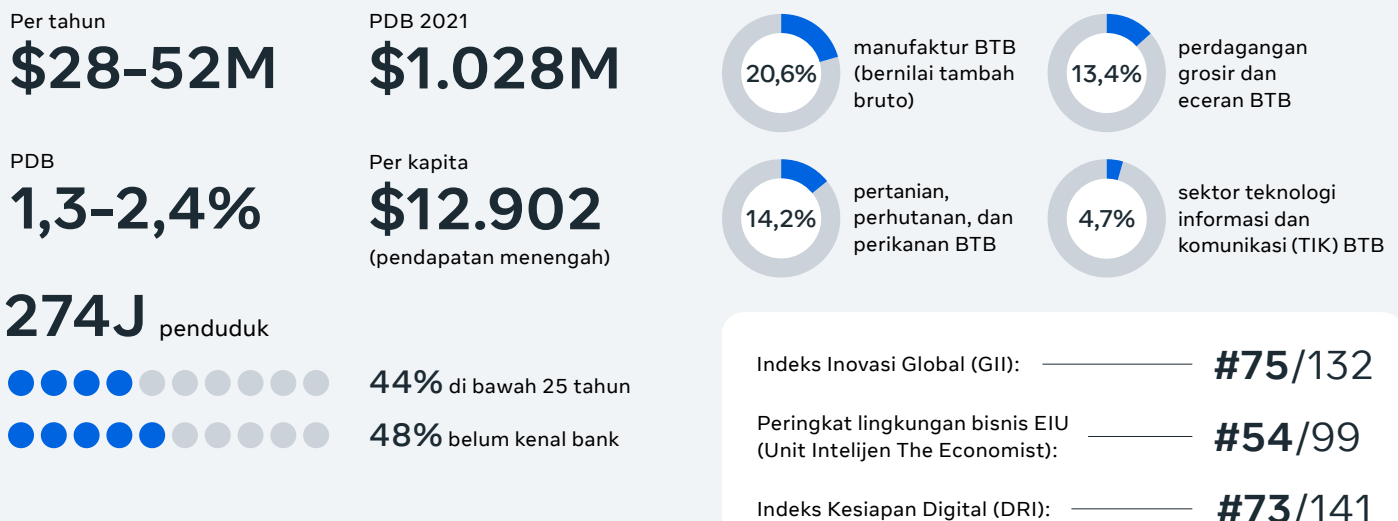 Per tahun
$28-52M
PDB 2021
$1.028M
PDB
1,3-2,4%
Per kapita
$12.902
(pendapatan menengah)
274J penduduk
44% di bawah 25 tahun
48% belum kenal bank
20,6%
manufaktur BTB
(bernilai tambah
bruto)
13,4%
perdagangan
grosir dan
eceran BTB
14,2%
pertanian,
perhutanan, dan
perikanan BTB
4,7%
sektor teknologi
informasi dan
komunikasi (TIK) BTB
Indeks Inovasi Global (GII):
#75/132
Peringkat lingkungan bisnis EIU
(Unit Intelijen The Economist):
#54/99
Indeks Kesiapan Digital (DRI):
#73/141